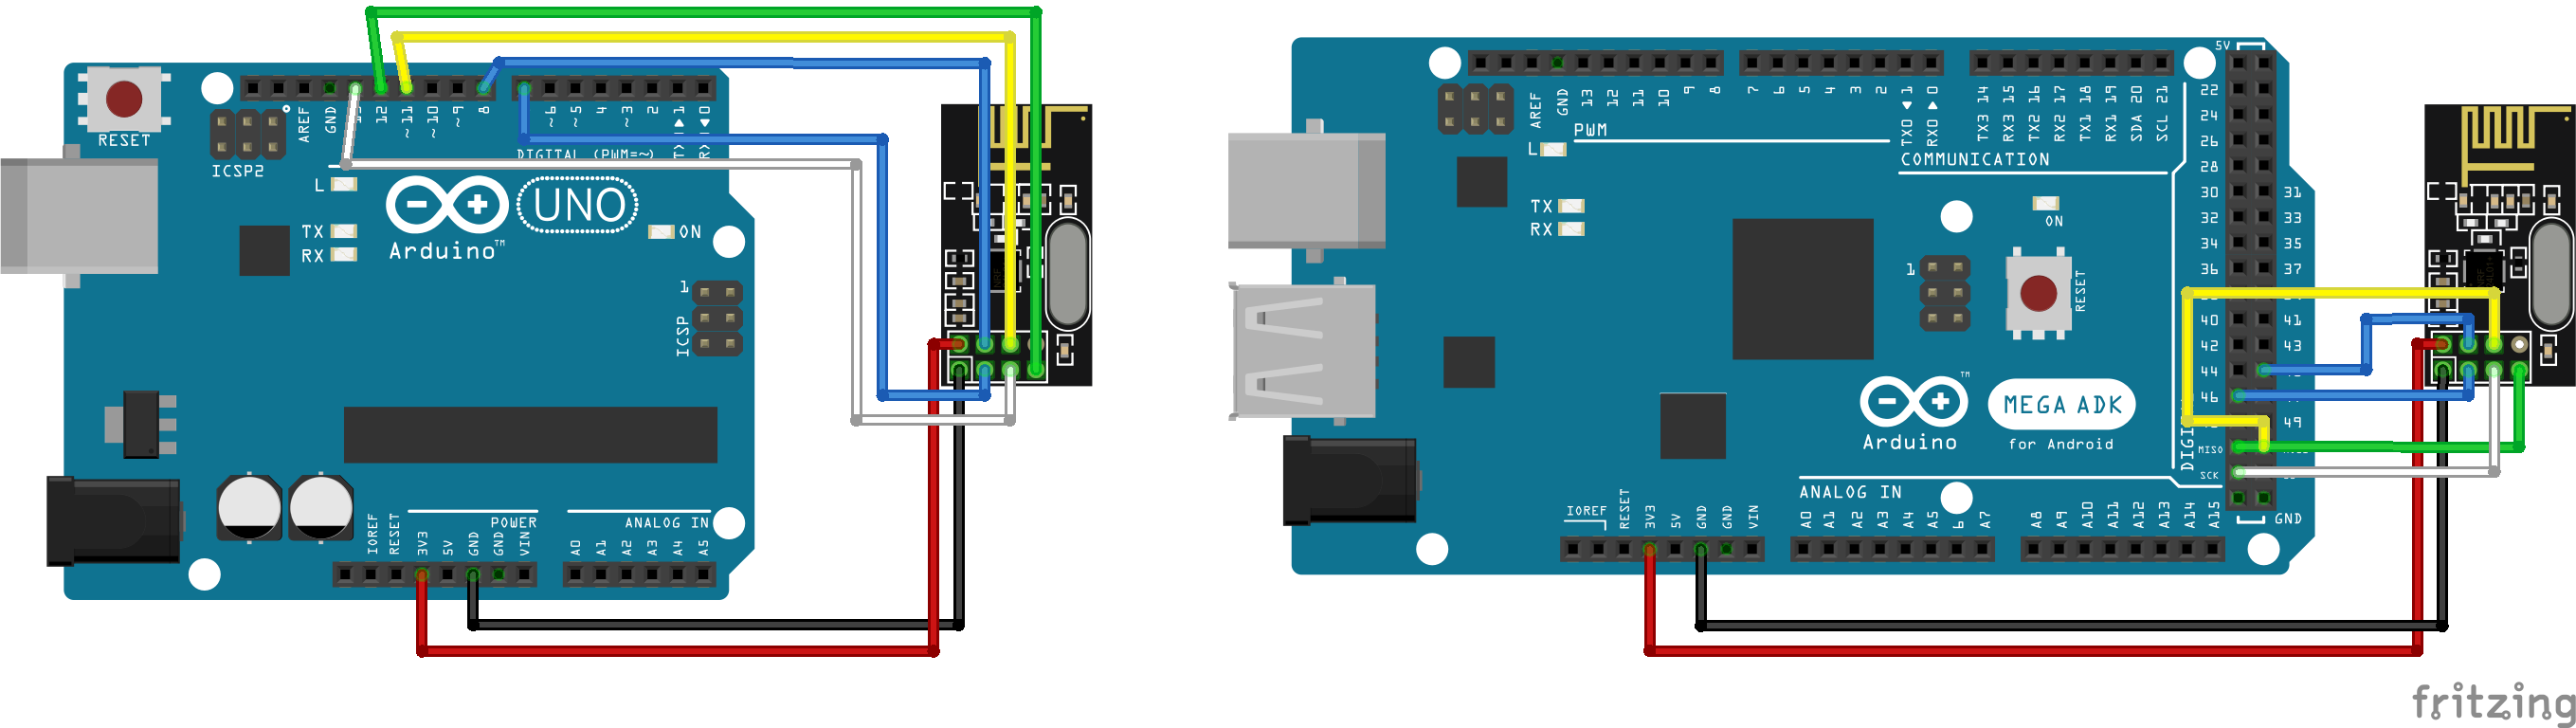 RESET
ICSP2
AREF
GND
12
~11
~10
~9
8
~6
~5
4
~3
2
TX 1
0
DIGITAL (PWM=~)
L
TX
RX
Arduino™
UNO
ON
1
ICSP
IOREF
RESET
3V3
5V
GND
GND
VIN
POWER
A0
A1
A2
A3
A4
A5
ANALOG IN
AREF
GND
13
12
11
10
9
8
7
6
5
4
3
2
TX0 1
RX0 0
TX3 14
RX3 15
TX2 16
RX2 17
TX1 18
RX1 19
SDA 20
SCL 21
PWM
COMMUNICATION
L
TX
RX
ON
1
RESET
Arduino
TM
MEGA ADK
for Android
5V
22
24
26
28
30 31
32 33
34 35
36 37
40 41
42 43
44
46
49
MISO
SCK
GND
IOREF
RESET
3V3
5V
GND
GND
VIN
ANALOG IN
A0
A1
A2
A3
A4
A5
6
A7
A8
A9
A10
A11
A12
A13
A14
A15
fritzing